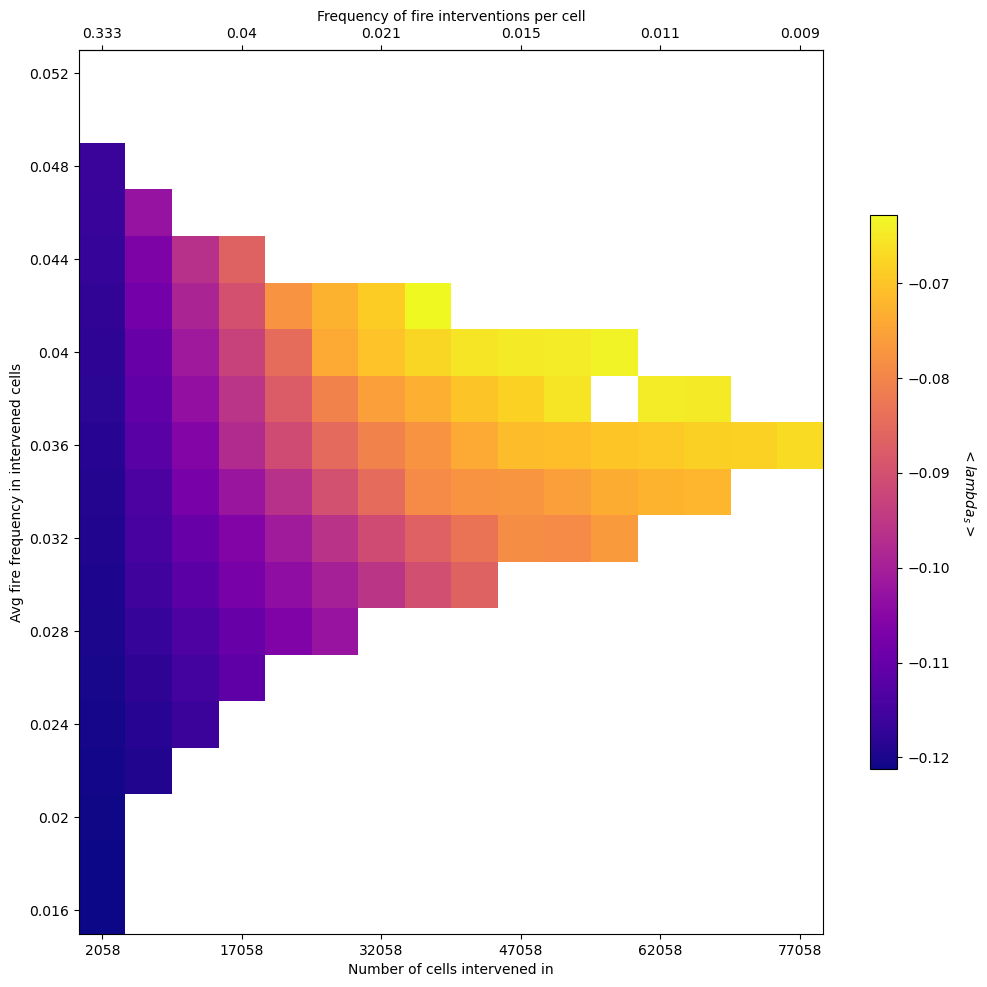 Frequency of fire interventions per cell
0.333 0.04 0.021 0.015 0.011 0.009
Avg fire frequency in intervened cells
0.052
0.048
0.044
0.04
0.036
0.032
0.028
0.024
0.02
0.016
2058 17058 32058 47058 62058 77058
Number of cells intervened in
−0.07
−0.08
−0.09
−0.10
−0.11
−0.12
< lambda_s >